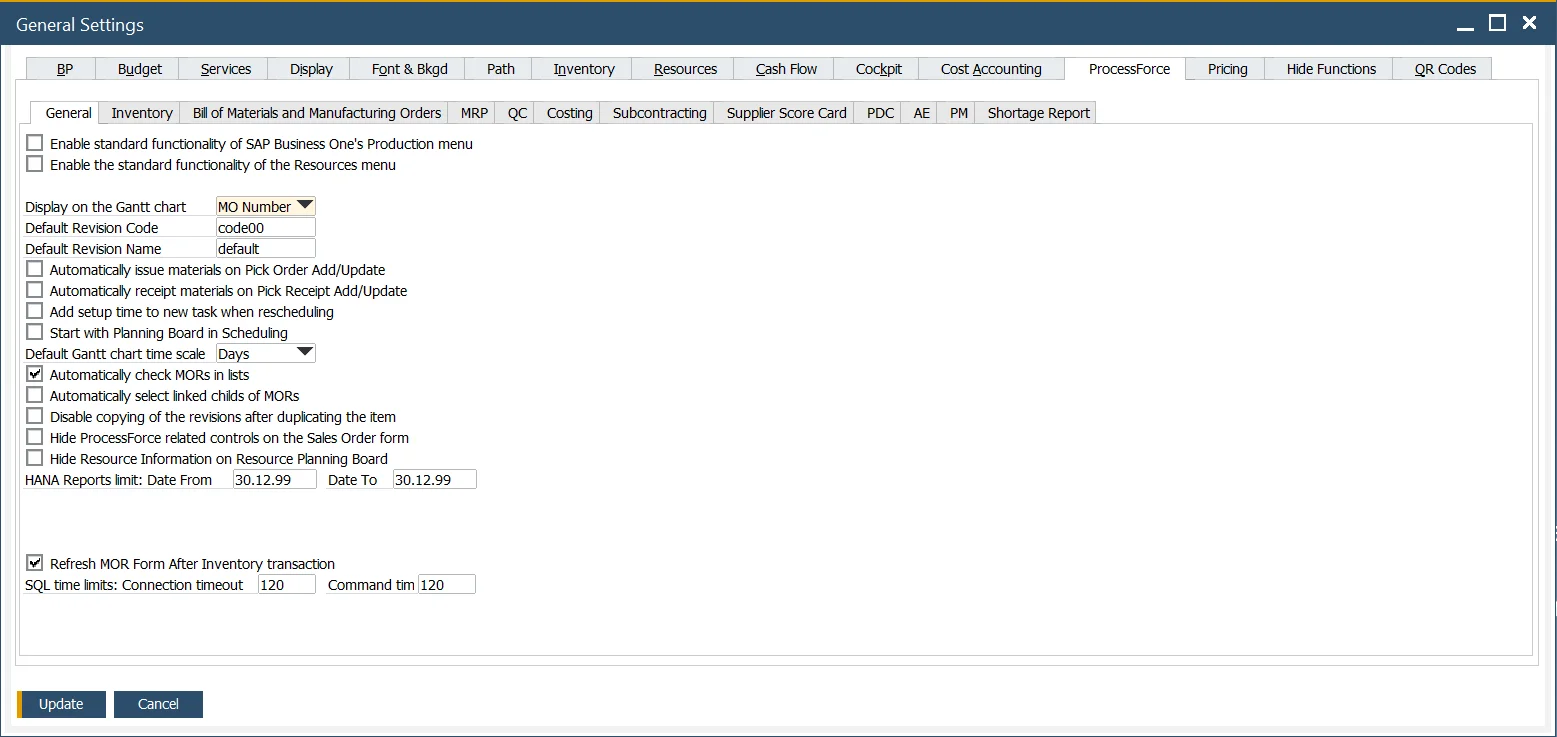 General Settings
BP Budget Services Display Font & Bkgd Path Inventory Resources Cash Flow Cockpit Cost Accounting ProcessForce Pricing Hide Functions QR Codes
General Inventory Bill of Materials and Manufacturing Orders MRP QC Costing Subcontracting Supplier Score Card PDC AE PM Shortage Report
Enable standard functionality of SAP Business One's Production menu
Enable the standard functionality of the Resources menu
Display on the Gantt chart MO Number
Default Revision Code code00
Default Revision Name default
Automatically issue materials on Pick Order Add/Update
Automatically receipt materials on Pick Receipt Add/Update
Add setup time to new task when rescheduling
Start with Planning Board in Scheduling
Default Gantt chart time scale Days
Automatically check MORs in lists
Automatically select linked childs of MORs
Disable copying of the revisions after duplicating the item
Hide ProcessForce related controls on the Sales Order form
Hide Resource Information on Resource Planning Board
HANA Reports limit: Date From 30.12.99 Date To 30.12.99
Refresh MOR Form After Inventory transaction
SQL time limits: Connection timeout 120 Command tim 120
Update Cancel